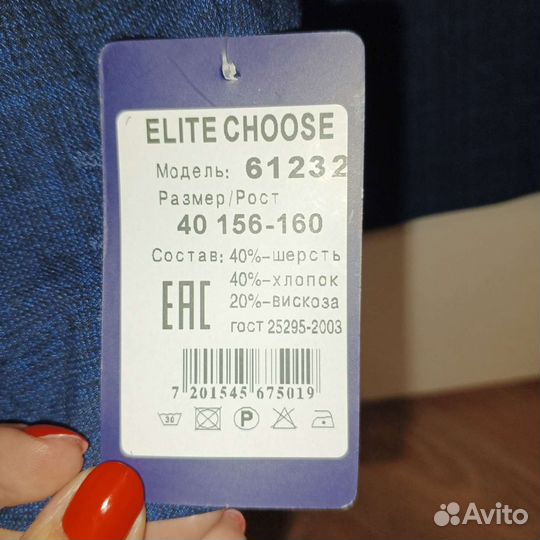 ELITE CHOOSE
Модель: 61232
Размер/Рост
40 156-160
Состав: 40%-шерсть
40%-хлопок
20%-вискоза
EAC
гост 25295-2003
7 201545 675019
30
P
Avito